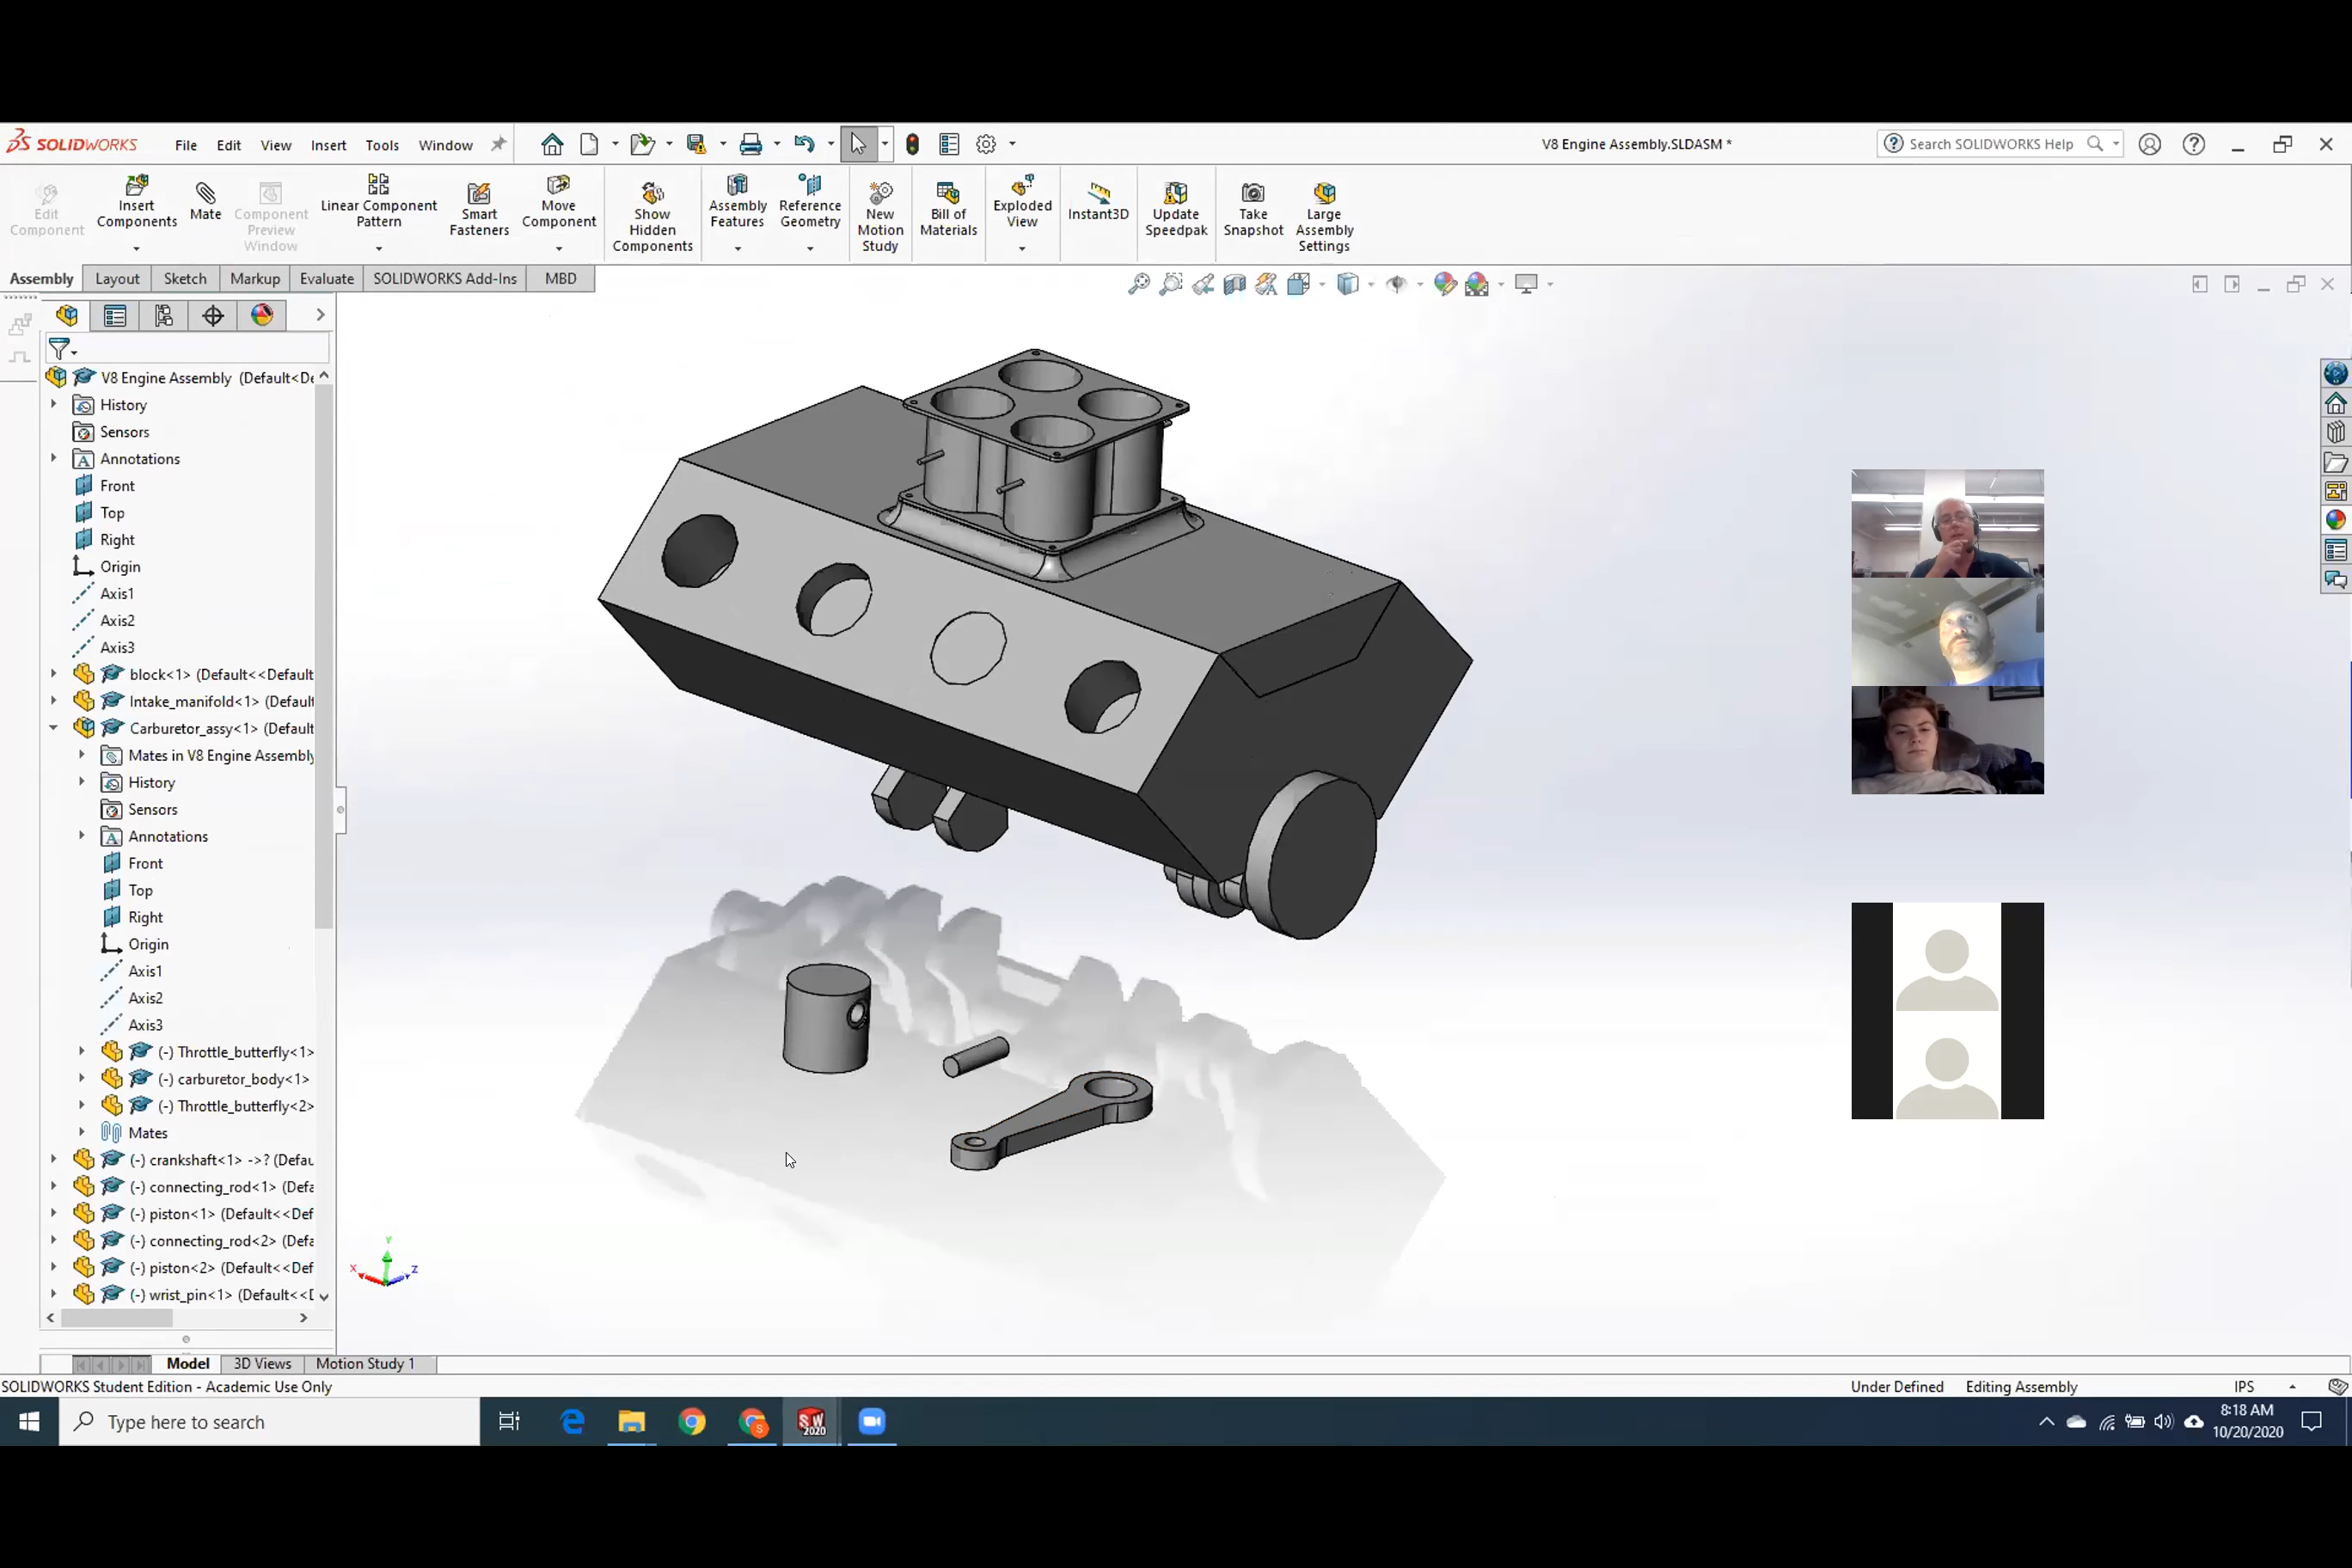 SOLIDWORKS File Edit View Insert Tools Window V8 Engine Assembly.SLDASM * Search SOLIDWORKS Help
Edit Component
Insert Components
Mate
Component Preview Window
Linear Component Pattern
Smart Fasteners
Move Component
Show Hidden Components
Assembly Features
Reference Geometry
New Motion Study
Bill of Materials
Exploded View
Instant3D
Update Speedpak
Take Snapshot
Large Assembly Settings
Assembly Layout Sketch Markup Evaluate SOLIDWORKS Add-Ins MBD
V8 Engine Assembly (Default<De
History
Sensors
Annotations
Front
Top
Right
Origin
Axis1
Axis2
Axis3
block<1> (Default<<Default
Intake_manifold<1> (Default
Carburetor_assy<1> (Default
Mates in V8 Engine Assembly
History
Sensors
Annotations
Front
Top
Right
Origin
Axis1
Axis2
Axis3
(-) Throttle_butterfly<1>
(-) carburetor_body<1>
(-) Throttle_butterfly<2>
Mates
(-) crankshaft<1> ->? (Defau
(-) connecting_rod<1> (Defa
(-) piston<1> (Default<<Def
(-) connecting_rod<2> (Defa
(-) piston<2> (Default<<Def
(-) wrist_pin<1> (Default<<D
Y
X Z
Model 3D Views Motion Study 1
SOLIDWORKS Student Edition - Academic Use Only Under Defined Editing Assembly IPS
Type here to search
S
SW
2020
8:18 AM
10/20/2020